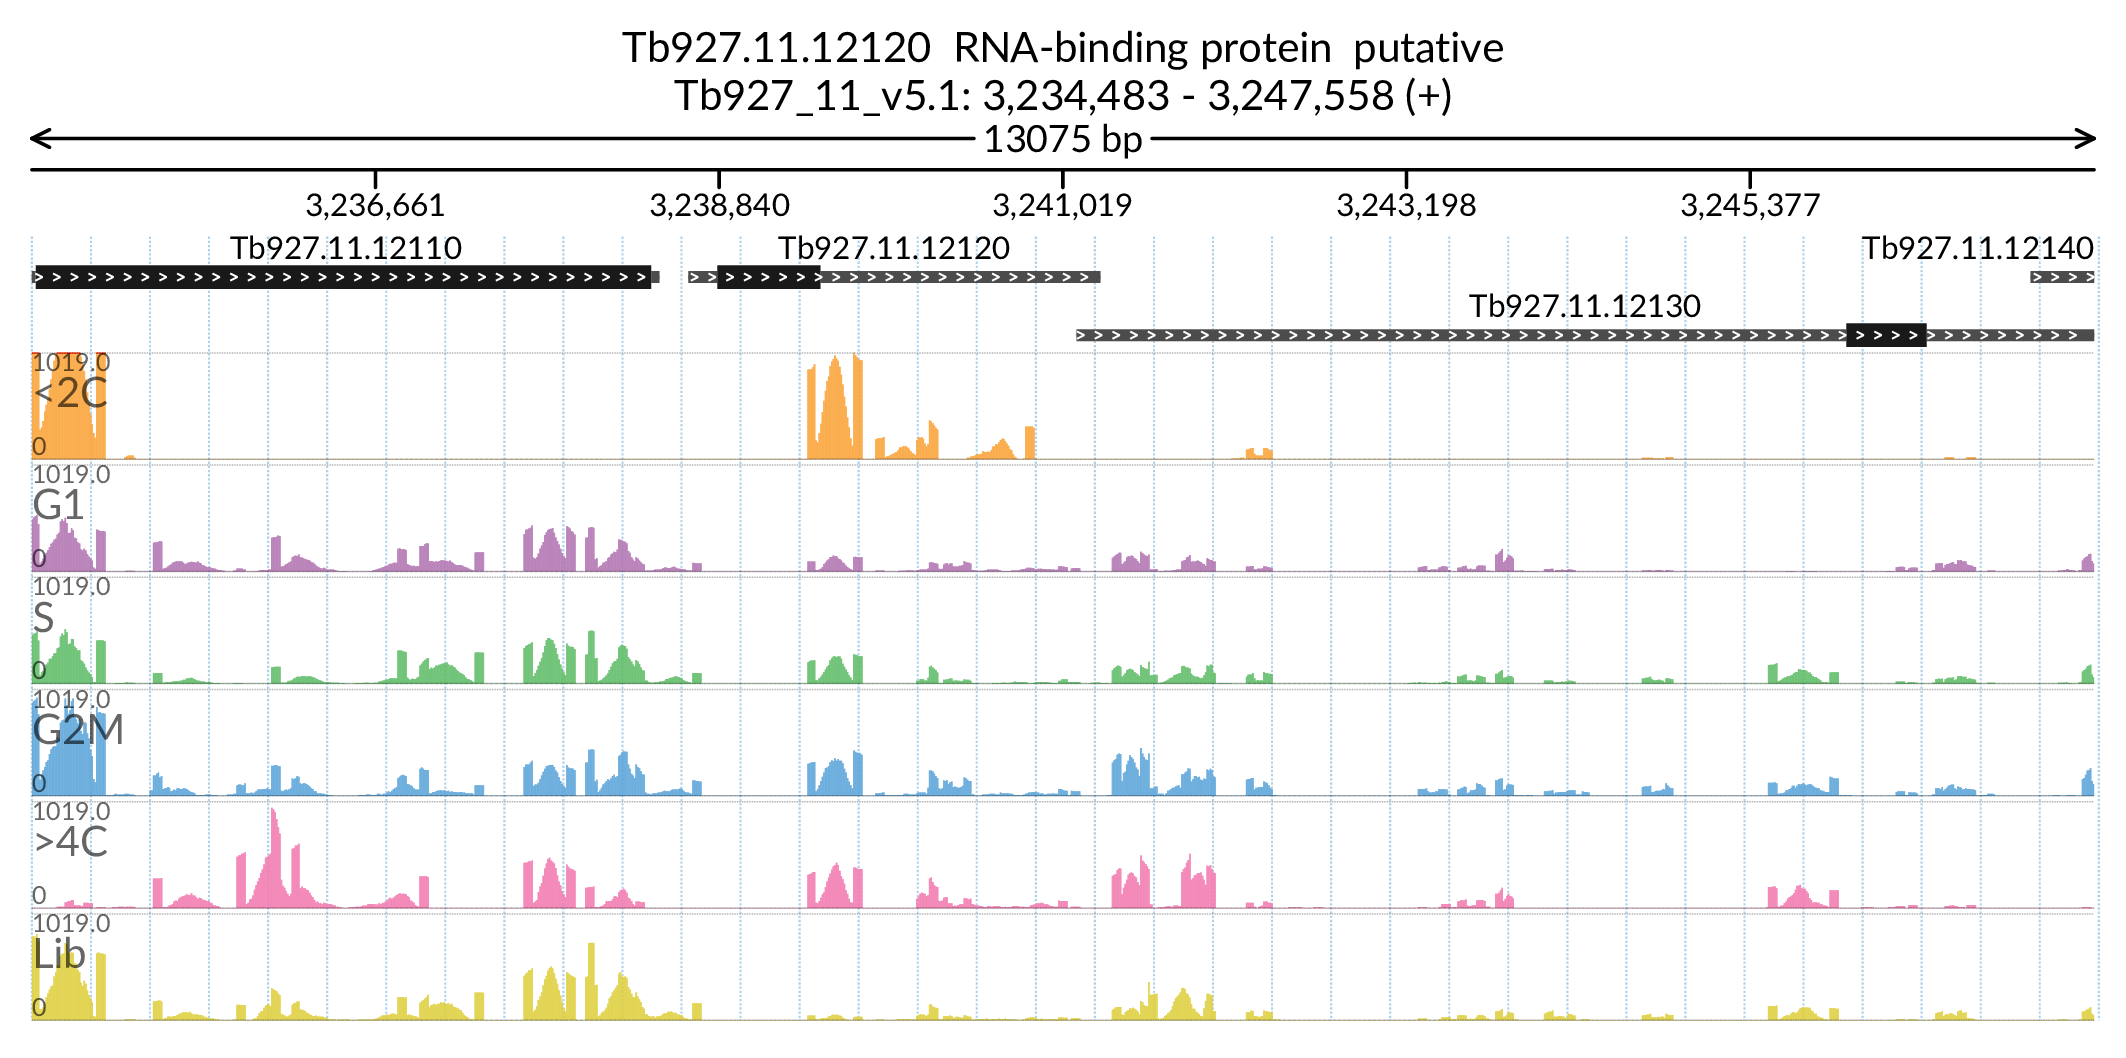 Tb927.11.12120  RNA-binding protein  putative
Tb927_11_v5.1: 3,234,483 - 3,247,558 (+)
13075 bp
3,236,661 3,238,840 3,241,019 3,243,198 3,245,377
Tb927.11.12110 Tb927.11.12120 Tb927.11.12140
Tb927.11.12130
1019.0
<2C
0
1019.0
G1
0
1019.0
S
0
1019.0
G2M
0
1019.0
>4C
0
1019.0
Lib
0